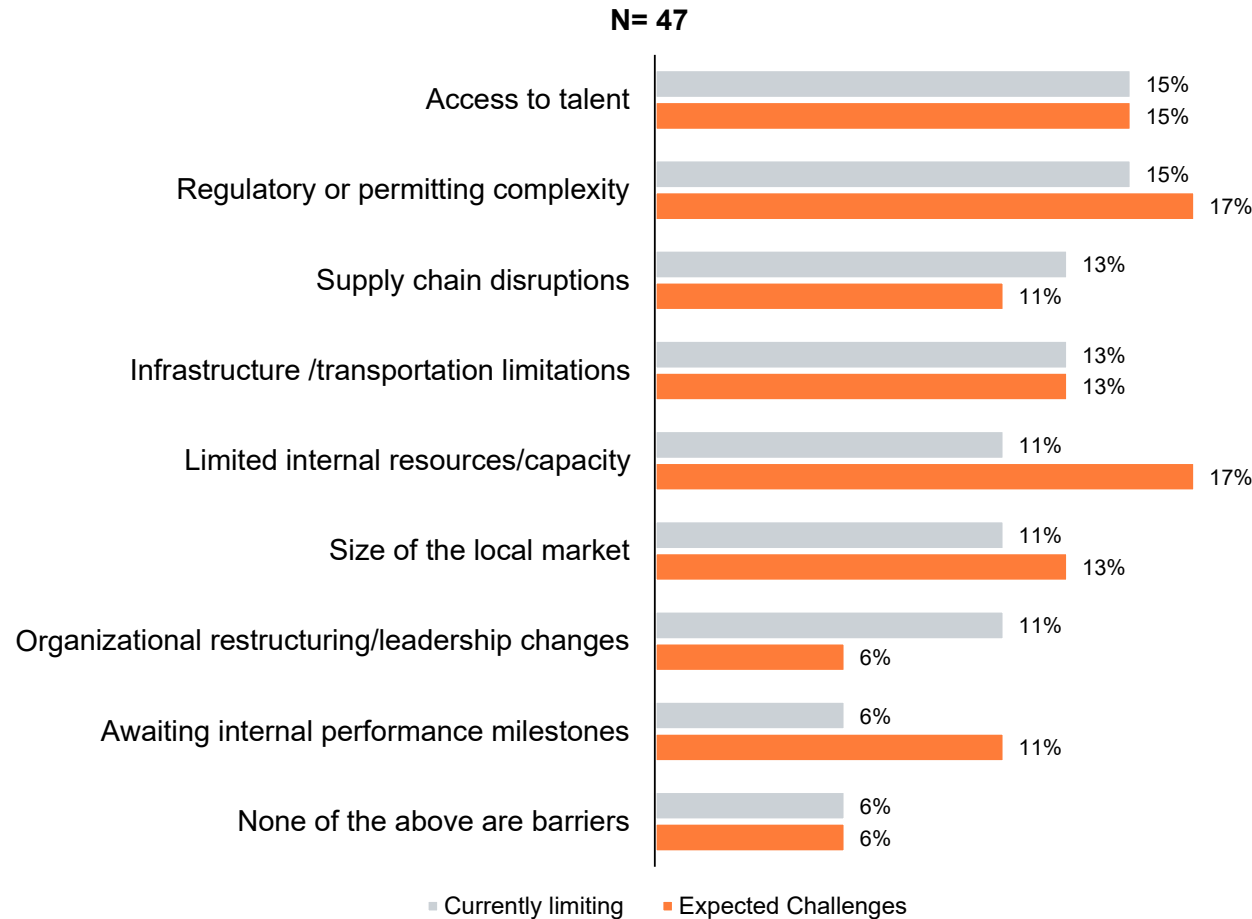 N= 47
Access to talent
15%
15%
Regulatory or permitting complexity
15%
17%
Supply chain disruptions
13%
11%
Infrastructure /transportation limitations
13%
13%
Limited internal resources/capacity
11%
17%
Size of the local market
11%
13%
Organizational restructuring/leadership changes
11%
6%
Awaiting internal performance milestones
6%
11%
None of the above are barriers
6%
6%
Currently limiting
Expected Challenges